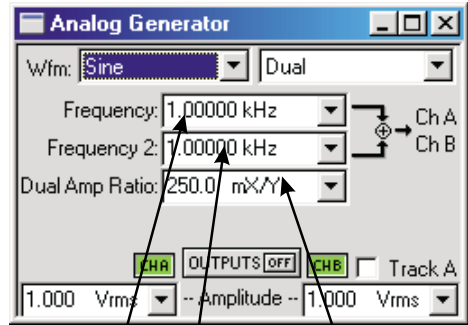 Analog Generator
Wfm: Sine Dual
Frequency: 1.00000 kHz Ch A
Frequency 2: 1.00000 kHz Ch B
Dual Amp Ratio: 250.0 mX/Y
CHA OUTPUTS OFF CHB Track A
1.000 Vrms -- Amplitude -- 1.000 Vrms